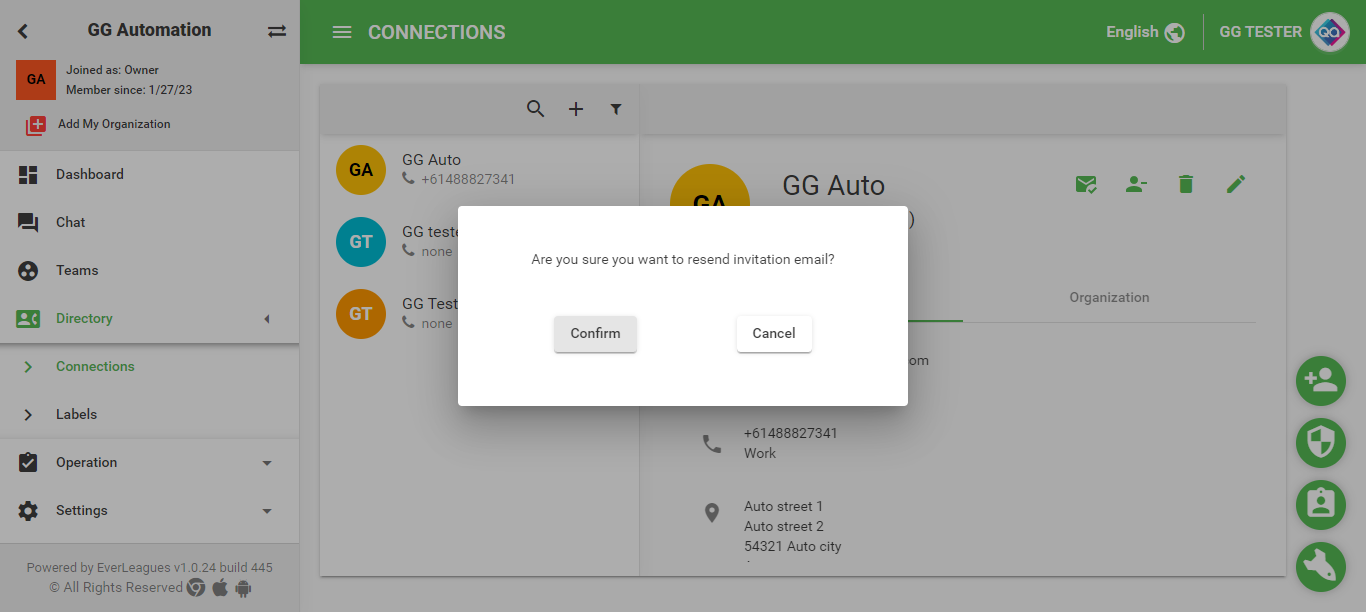 GG Automation
GA
Joined as: Owner
Member since: 1/27/23
Add My Organization
Dashboard
Chat
Teams
Directory
Connections
Labels
Operation
Settings
Powered by EverLeagues v1.0.24 build 445
© All Rights Reserved
CONNECTIONS
English
GG TESTER
QA
GA
GG Auto
+61488827341
GT
GG teste
none
GT
GG Test
none
GA
GG Auto
)
Organization
om
+61488827341
Work
Auto street 1
Auto street 2
54321 Auto city
Are you sure you want to resend invitation email?
Confirm
Cancel